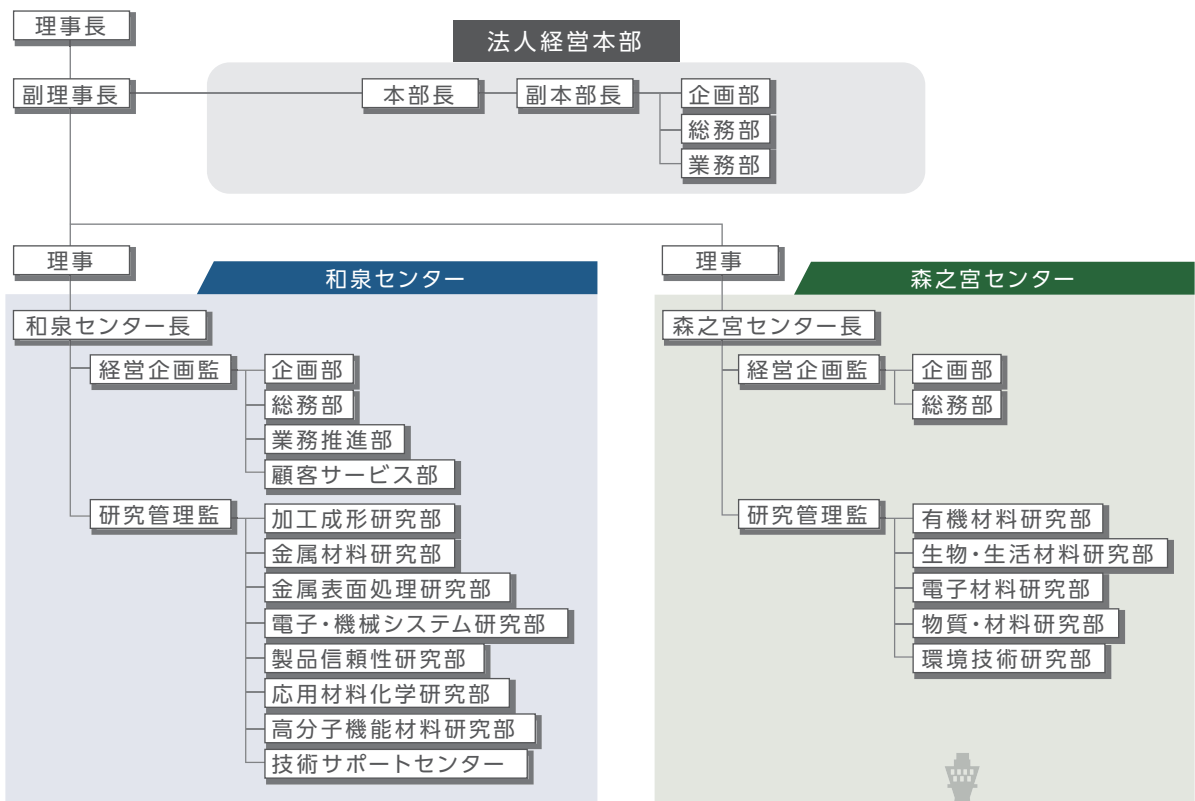 理事長
法人経営本部
副理事長
本部長
副本部長
企画部
総務部
業務部
理事
和泉センター
和泉センター長
経営企画監
企画部
総務部
業務推進部
顧客サービス部
研究管理監
加工成形研究部
金属材料研究部
金属表面処理研究部
電子・機械システム研究部
製品信頼性研究部
応用材料化学研究部
高分子機能材料研究部
技術サポートセンター
理事
森之宮センター
森之宮センター長
経営企画監
企画部
総務部
研究管理監
有機材料研究部
生物・生活材料研究部
電子材料研究部
物質・材料研究部
環境技術研究部